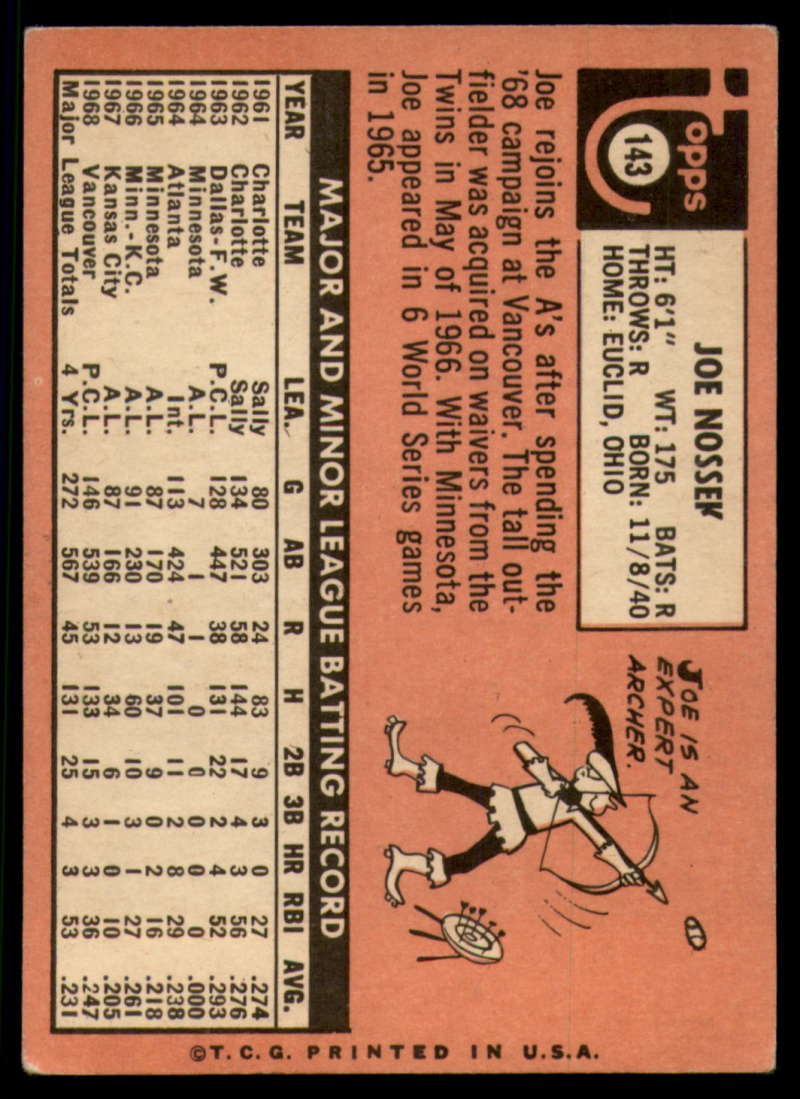 Topps
143
JOE NOSSEK
HT: 6'1" WT: 175 BATS: R
THROWS: R BORN: 11/8/40
HOME: EUCLID, OHIO
JOE IS AN
EXPERT
ARCHER.
Joe rejoins the A's after spending the
'68 campaign at Vancouver. The tall out-
fielder was acquired on waivers from the
Twins in May of 1966. With Minnesota,
Joe appeared in 6 World Series games
in 1965.
MAJOR AND MINOR LEAGUE BATTING RECORD
YEAR TEAM LEA. G AB R H 2B 3B HR RBI AVG.
1961 Charlotte Sally 80 303 24 83 9 3 0 27 .274
1962 Charlotte Sally 134 521 58 144 17 4 3 56 .276
1963 Dallas-F.W. P.C.L. 128 447 38 131 22 2 4 52 .293
1964 Minnesota A.L. 7 1 1 0 0 0 0 0 .000
1964 Atlanta Int. 113 424 47 101 11 2 8 29 .238
1965 Minnesota A.L. 87 170 19 37 9 0 2 16 .218
1966 Minn.-K.C. A.L. 91 230 13 60 10 3 1 27 .261
1967 Kansas City A.L. 87 166 12 34 6 1 0 10 .205
1968 Vancouver P.C.L. 146 539 53 133 15 3 3 36 .247
Major League Totals 4 Yrs. 272 567 45 131 25 4 3 53 .231
©T.C.G. PRINTED IN U.S.A.